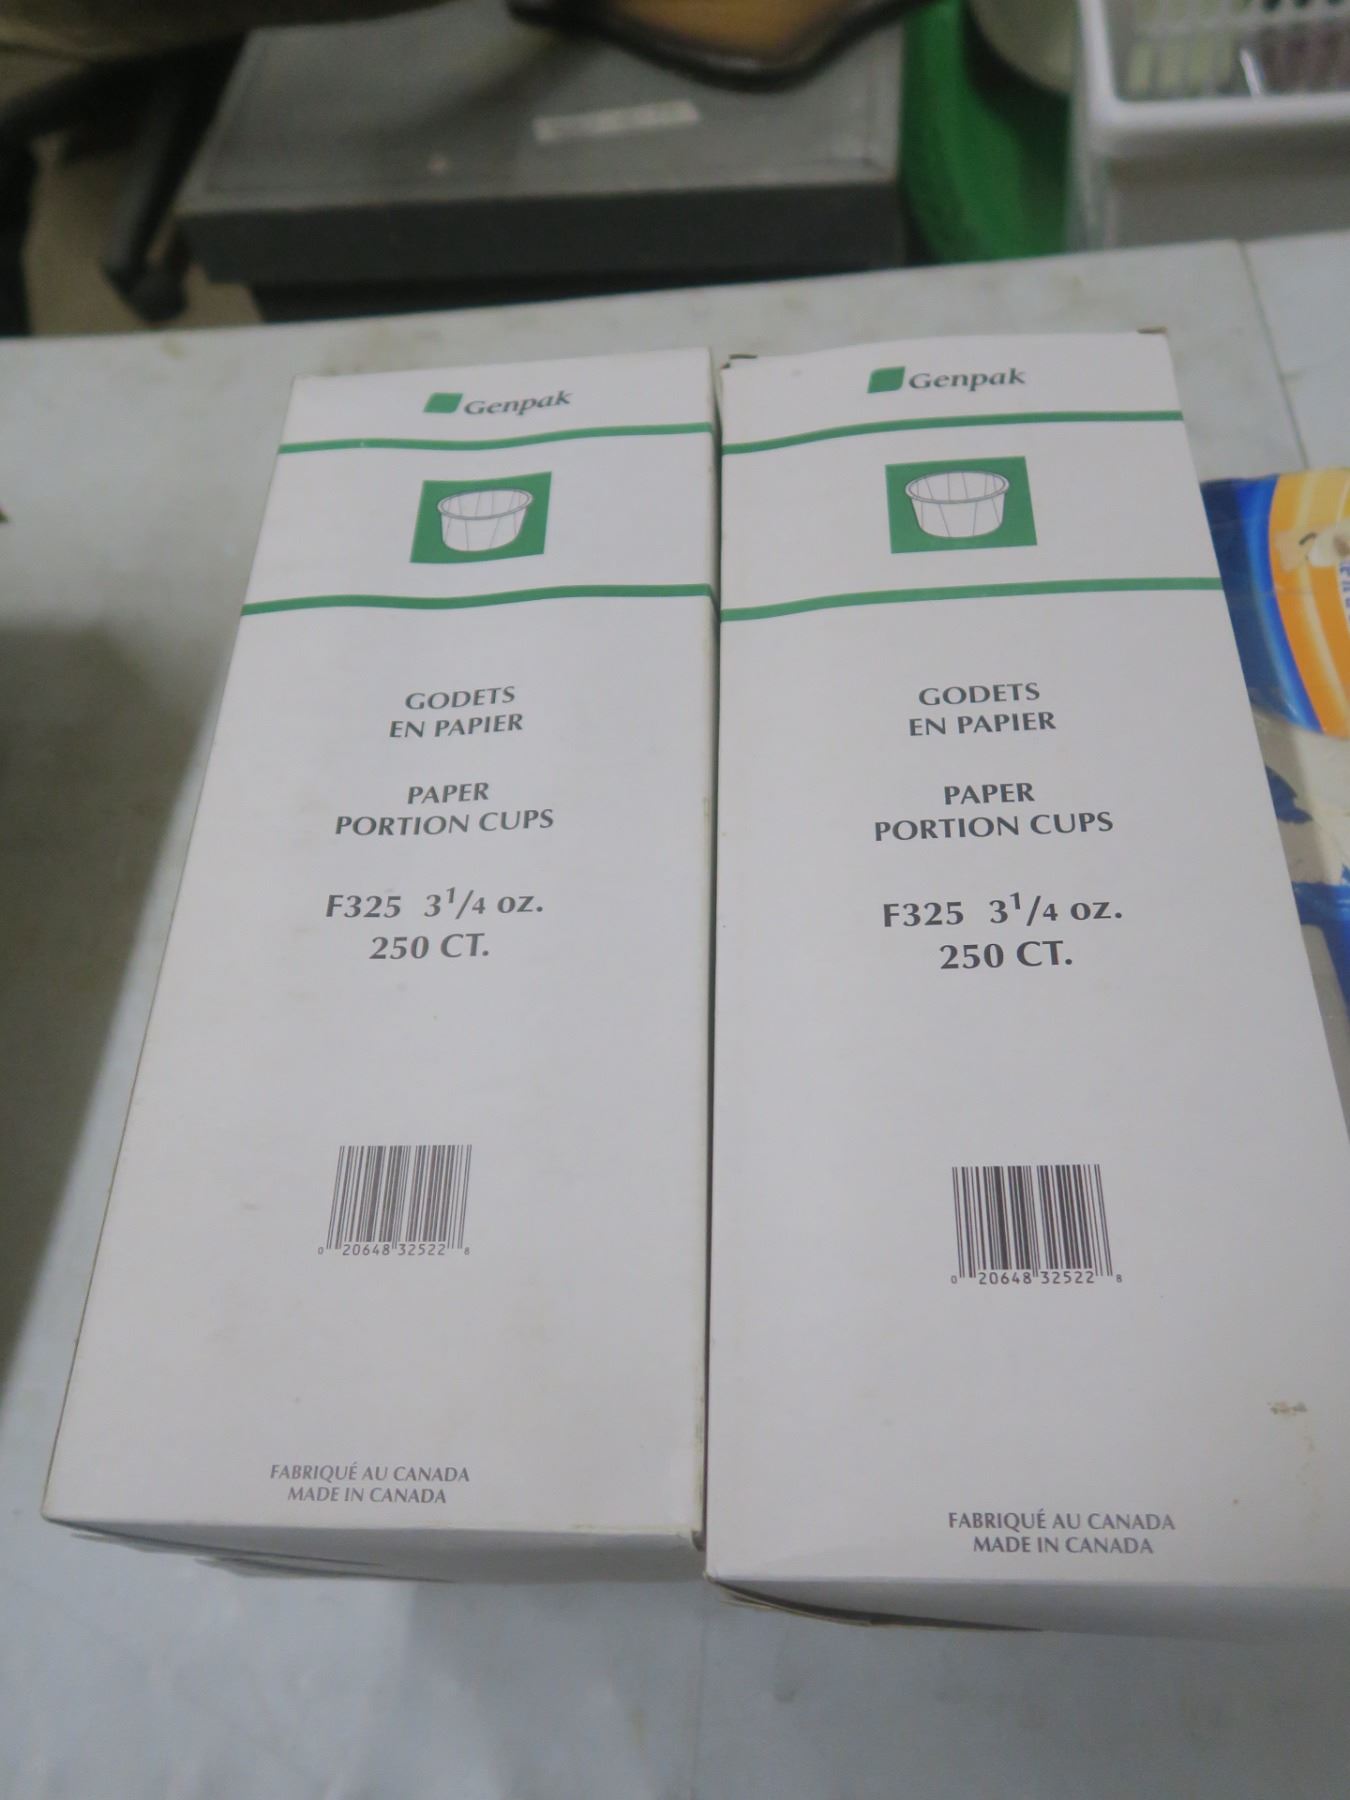 Genpak
GODETS
EN PAPIER
PAPER
PORTION CUPS
F325 3 1/4 OZ.
250 CT.
0 20648 32522 8
FABRIQUÉ AU CANADA
MADE IN CANADA
Genpak
GODETS
EN PAPIER
PAPER
PORTION CUPS
F325 3 1/4 OZ.
250 CT.
0 20648 32522 8
FABRIQUÉ AU CANADA
MADE IN CANADA